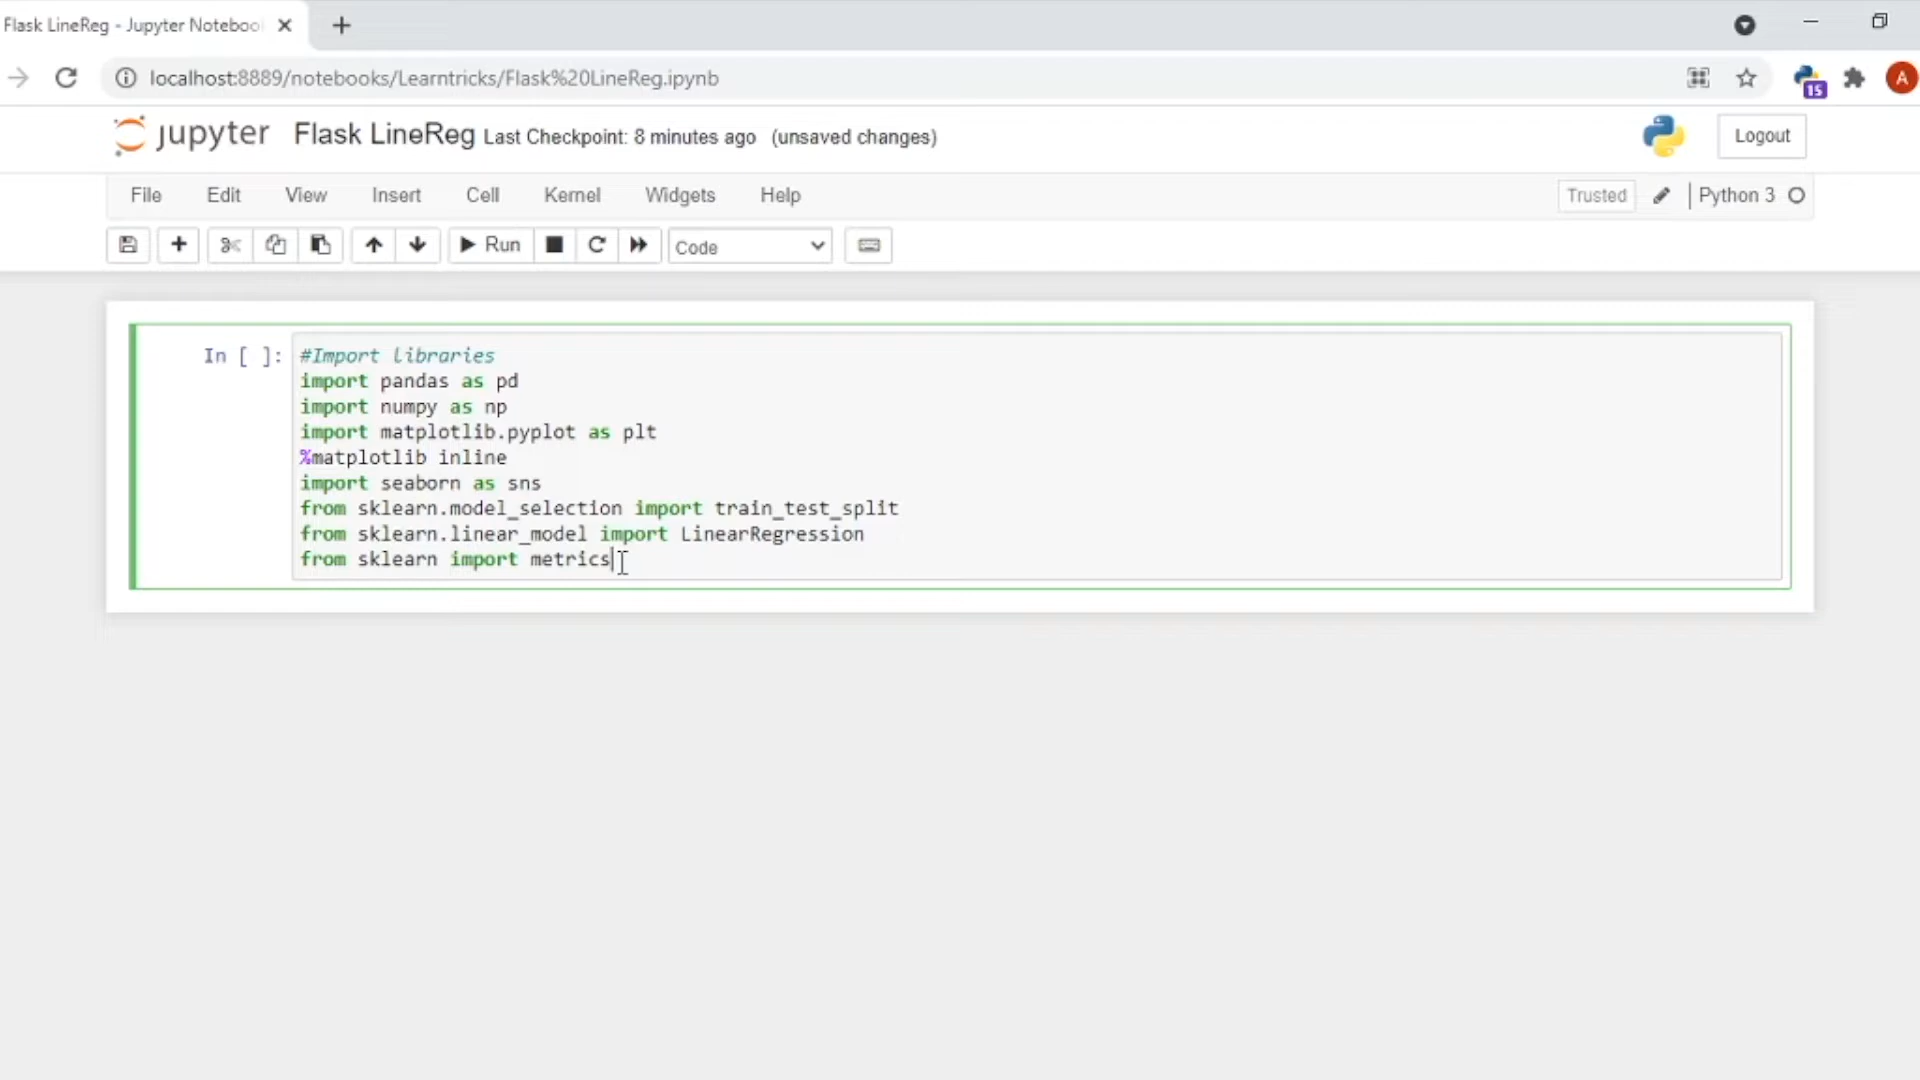 Flask LineReg - Jupyter Noteboo
localhost:8889/notebooks/Learntricks/Flask%20LineReg.ipynb
15
A
jupyter Flask LineReg Last Checkpoint: 8 minutes ago (unsaved changes)
Logout
File Edit View Insert Cell Kernel Widgets Help
Trusted Python 3
Run Code
In [ ]: #Import libraries
import pandas as pd
import numpy as np
import matplotlib.pyplot as plt
%matplotlib inline
import seaborn as sns
from sklearn.model_selection import train_test_split
from sklearn.linear_model import LinearRegression
from sklearn import metrics